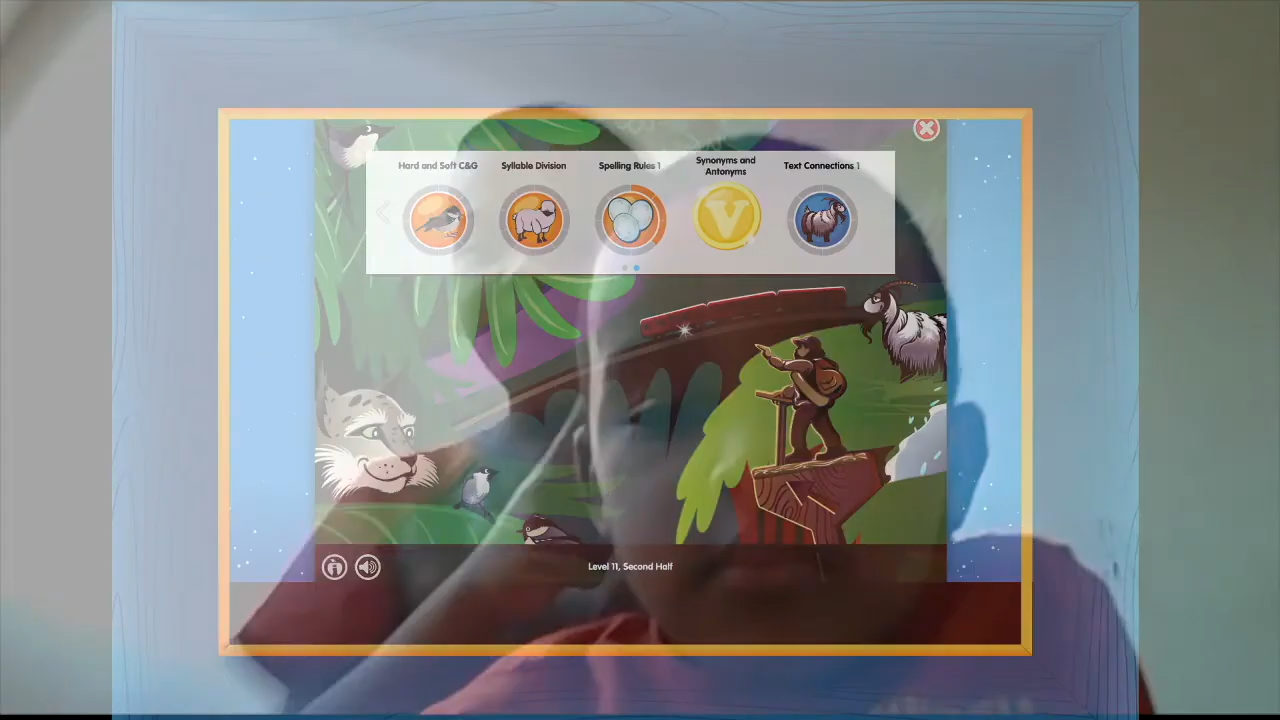 Hard and Soft C&G
Syllable Division
Spelling Rules 1
Synonyms and
Antonyms
Text Connections 1
V
Level 11, Second Half